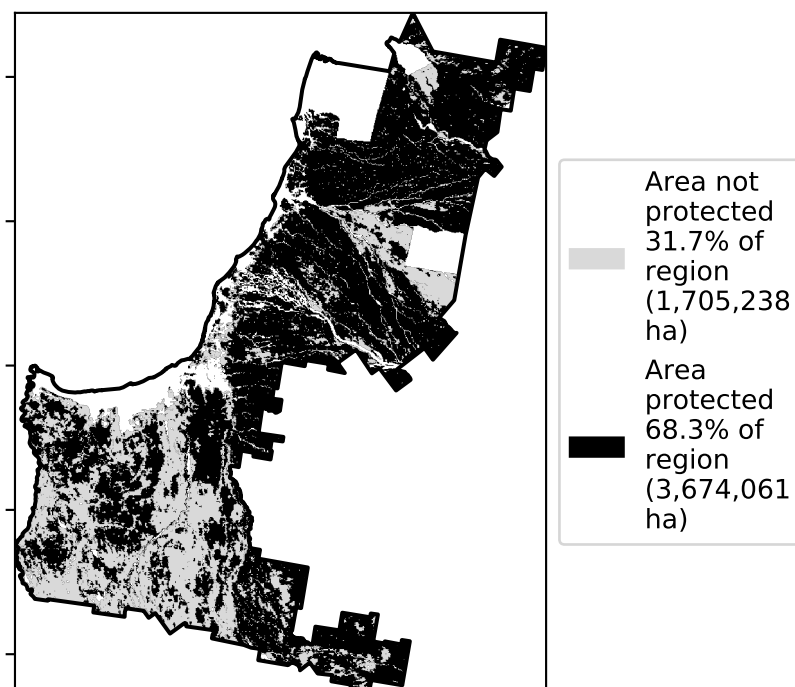 Area not
protected
31.7% of
region
(1,705,238
ha)
Area
protected
68.3% of
region
(3,674,061
ha)